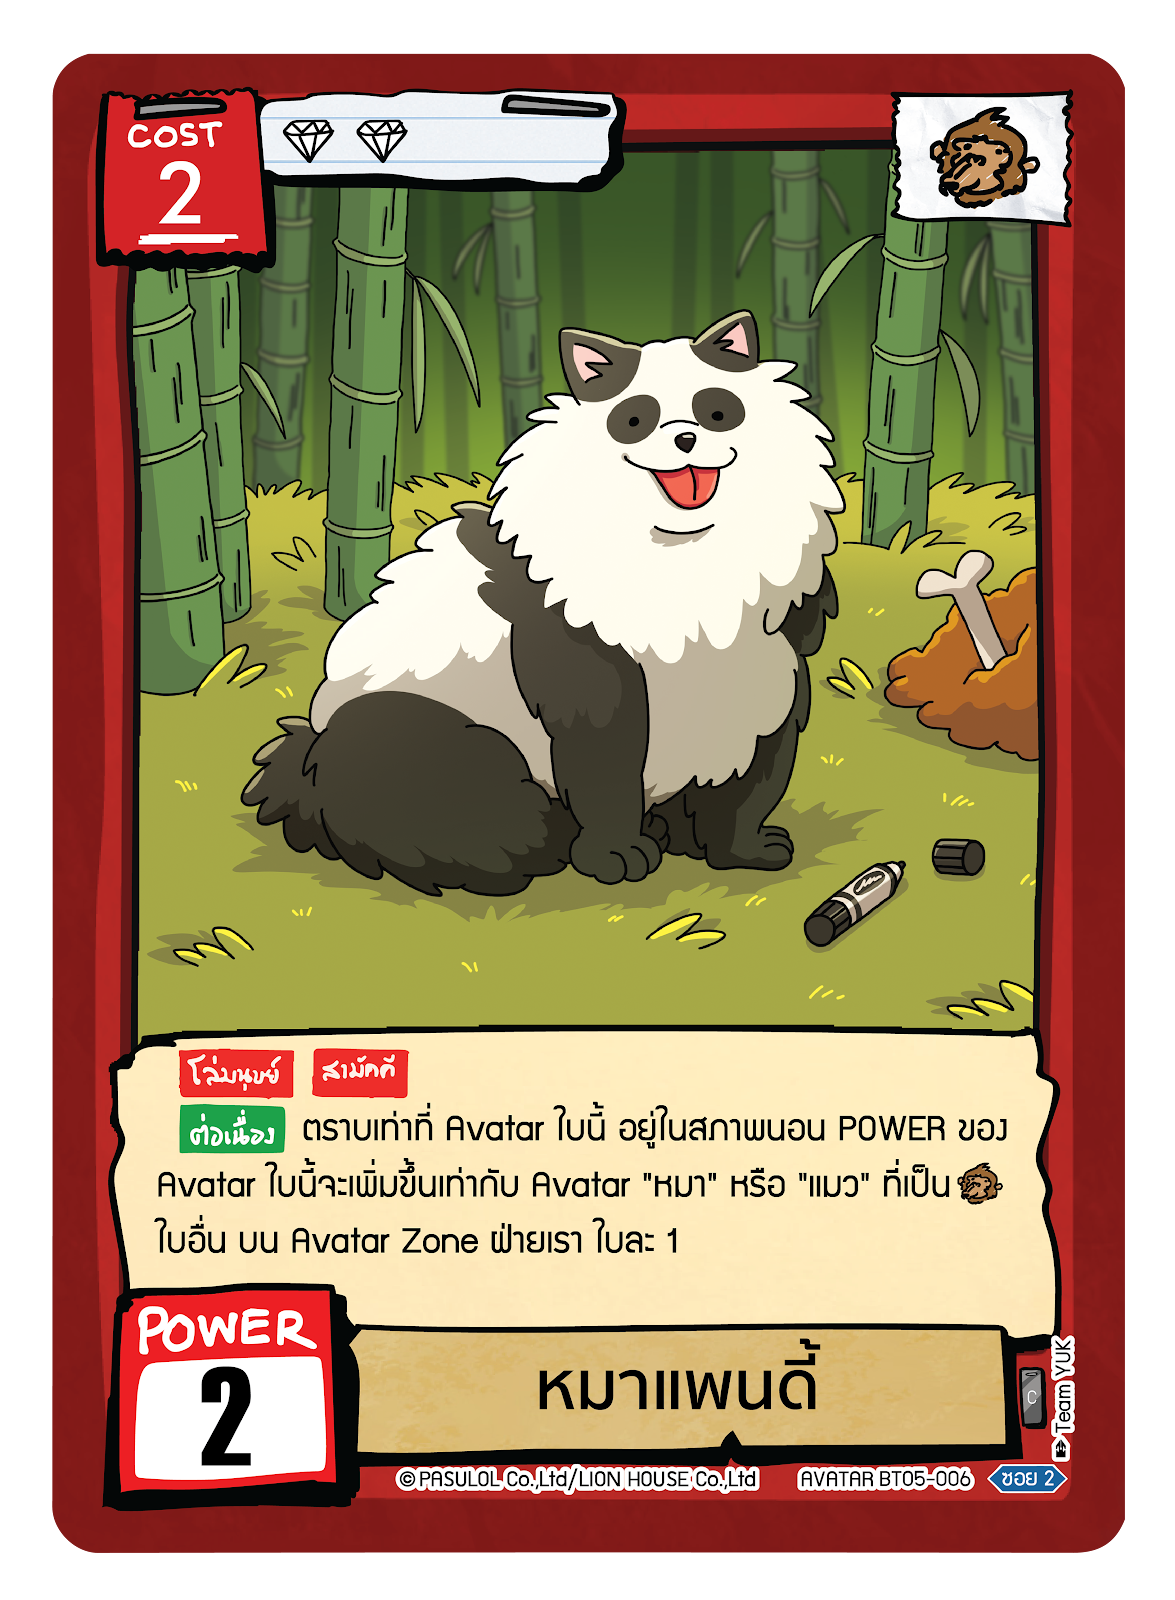 COST
2
โล่มนุษย์ สามัคคี
ต่อเนื่อง ตราบเท่าที่ Avatar ใบนี้ อยู่ในสภาพนอน POWER ของ
Avatar ใบนี้จะเพิ่มขึ้นเท่ากับ Avatar "หมา" หรือ "แมว" ที่เป็น
ใบอื่น บน Avatar Zone ฝ่ายเรา ใบละ 1
POWER
2
หมาแพนดี้
C
Team YUK
© PASULOL Co.,Ltd/LION HOUSE Co.,Ltd AVATAR BT05-006 ซอย 2